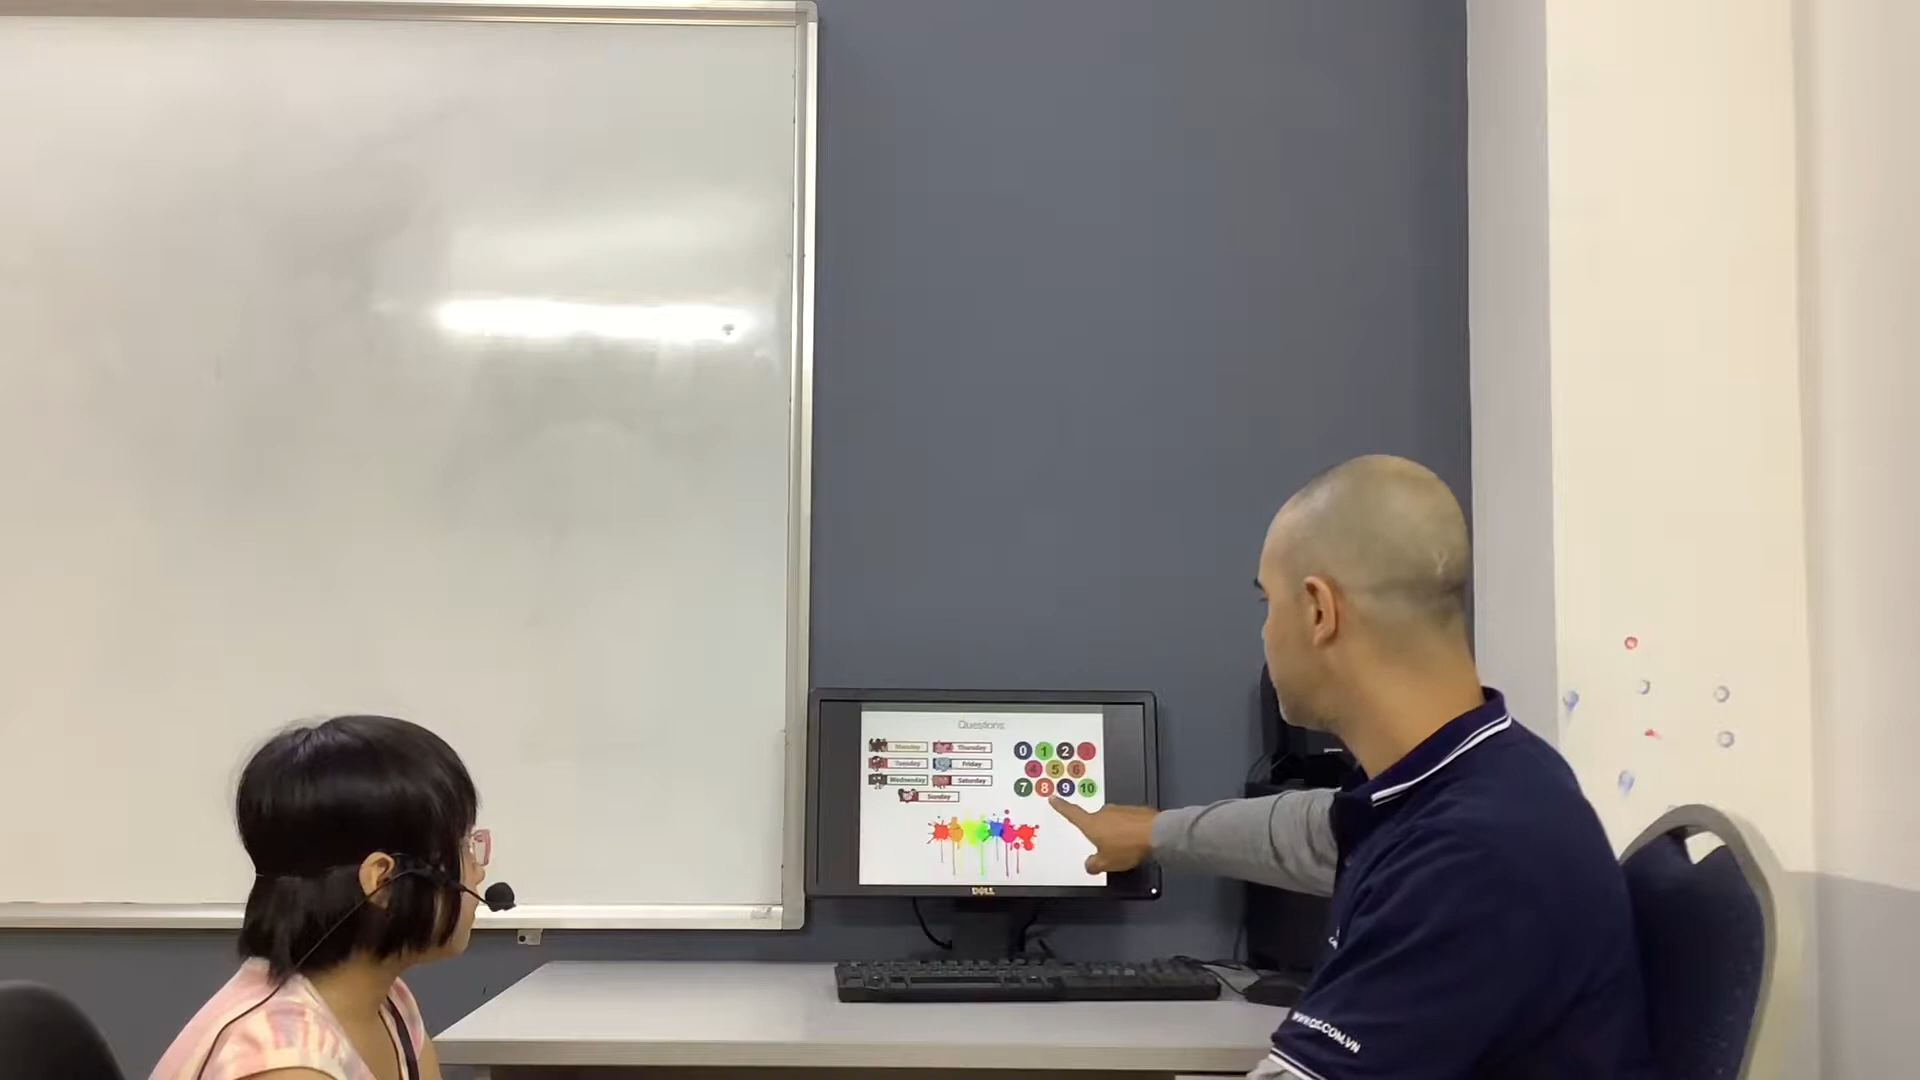 Questions:
Monday Thursday
Tuesday Friday
Wednesday Saturday
Sunday
0 1 2 3
4 5 6
7 8 9 10
DELL